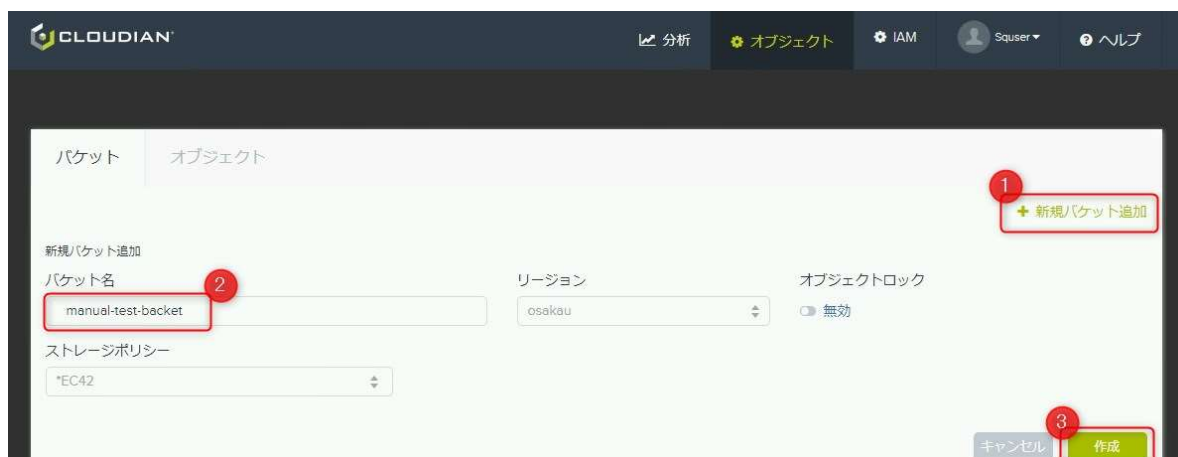 CLOUDIAN
分析
オブジェクト
IAM
Squser
ヘルプ
バケット
オブジェクト
1
+ 新規バケット追加
新規バケット追加
バケット名
リージョン
オブジェクトロック
2
manual-test-backet
osakau
無効
ストレージポリシー
*EC42
3
キャンセル
作成